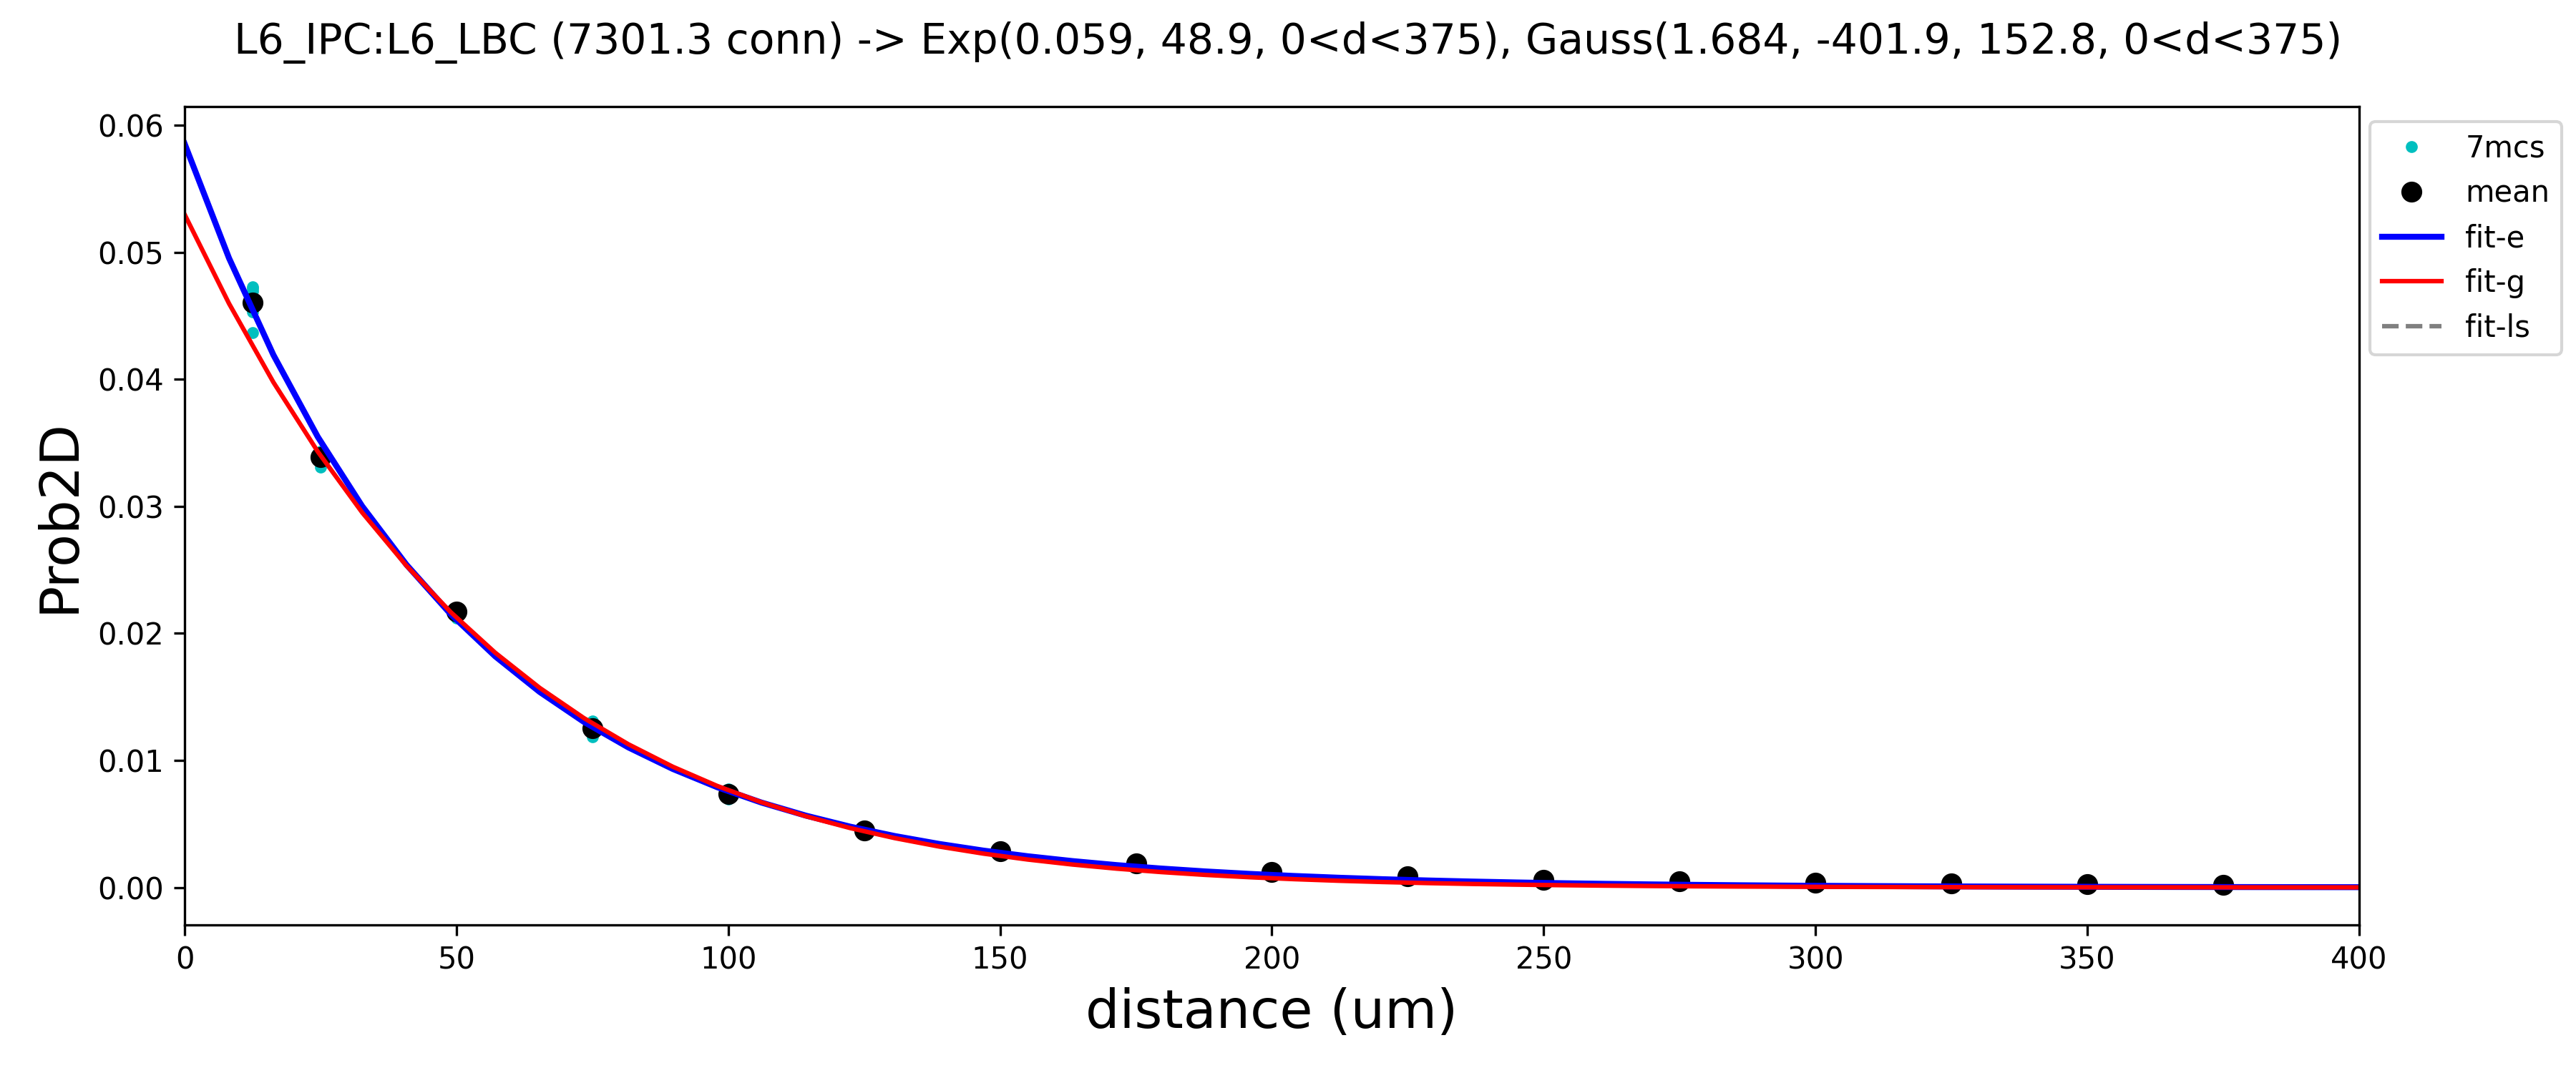 L6_IPC:L6_LBC (7301.3 conn) -> Exp(0.059, 48.9, 0<d<375), Gauss(1.684, -401.9, 152.8, 0<d<375)
0.06
0.05
0.04
0.03
0.02
0.01
0.00
Prob2D
0 50 100 150 200 250 300 350 400
distance (um)
7mcs
mean
fit-e
fit-g
fit-ls